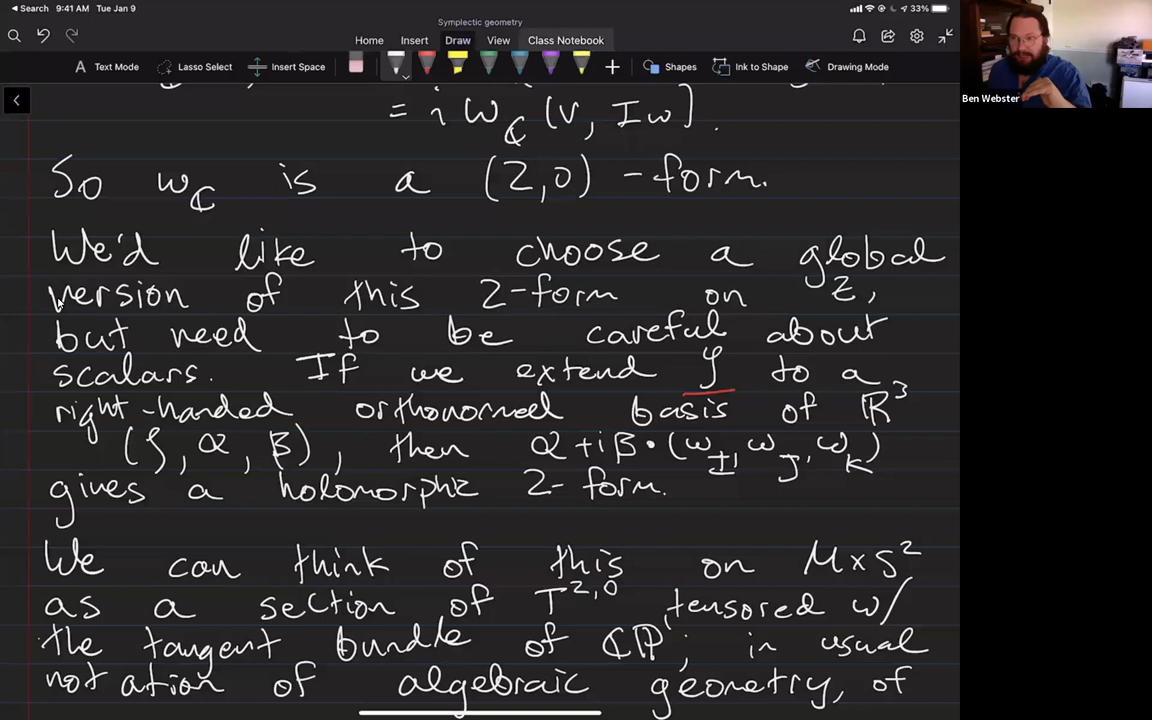 Search 9:41 AM Tue Jan 9
33%
Symplectic geometry
Home Insert Draw View Class Notebook
Text Mode Lasso Select Insert Space Shapes Ink to Shape Drawing Mode
Ben Webster
= i ω_ℂ (v, Iw).
So ω_ℂ is a (2,0)-form.
We'd like to choose a global
version of this 2-form on Z,
but need to be careful about
scalars. If we extend ζ to a
right-handed orthonormal basis of ℝ³
(ζ, α, β), then α+iβ•(ω_I, ω_J, ω_K)
gives a holomorphic 2-form.
We can think of this on M×S²
as a section of T^2,0 tensored w/
the tangent bundle of ℂP¹; in usual
notation of algebraic geometry, of